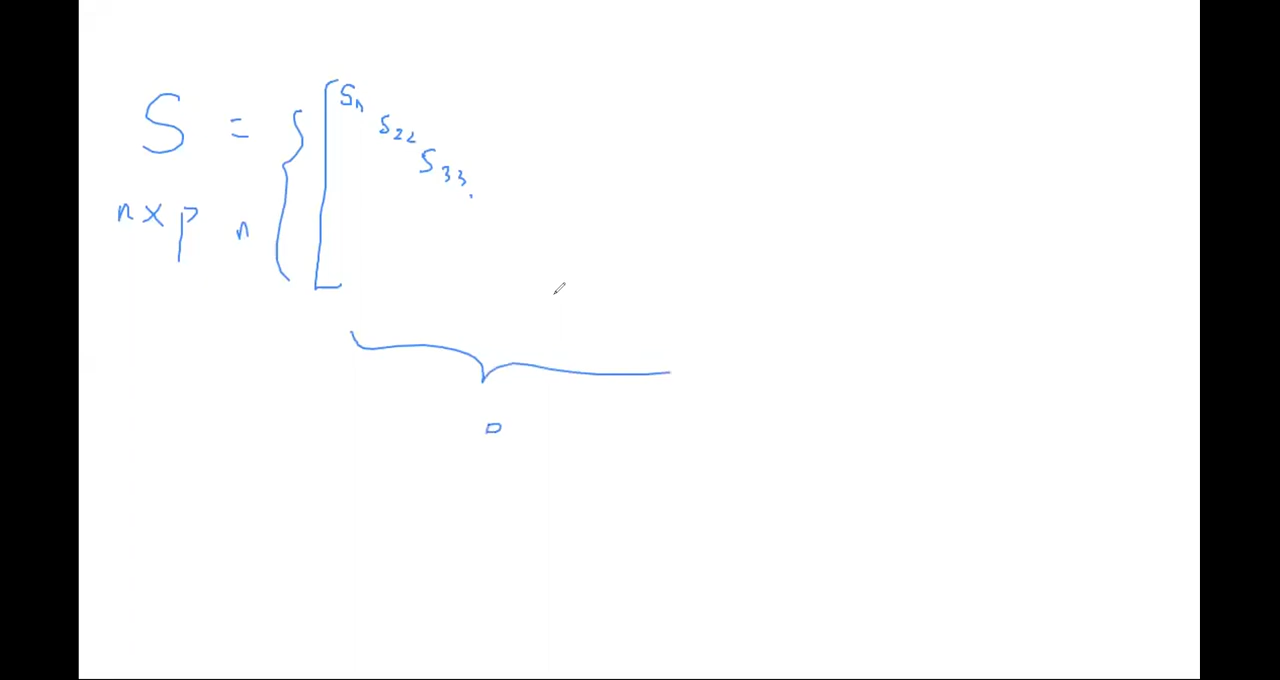 S = { [ S11
S22
S33.
n x p n
p